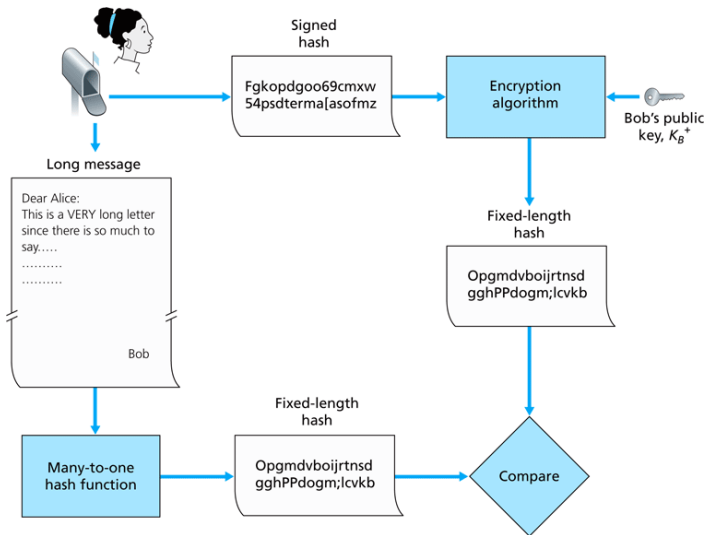 Signed
hash
Fgkopdgoo69cmxw
54psdterma[asofmz
Encryption
algorithm
Bob's public
key, K_B^+
Long message
Dear Alice:
This is a VERY long letter
since there is so much to
say.....
..........
..........
Bob
Fixed-length
hash
Opgmdvboijrtnsd
gghPPdogm;lcvkb
Many-to-one
hash function
Fixed-length
hash
Opgmdvboijrtnsd
gghPPdogm;lcvkb
Compare